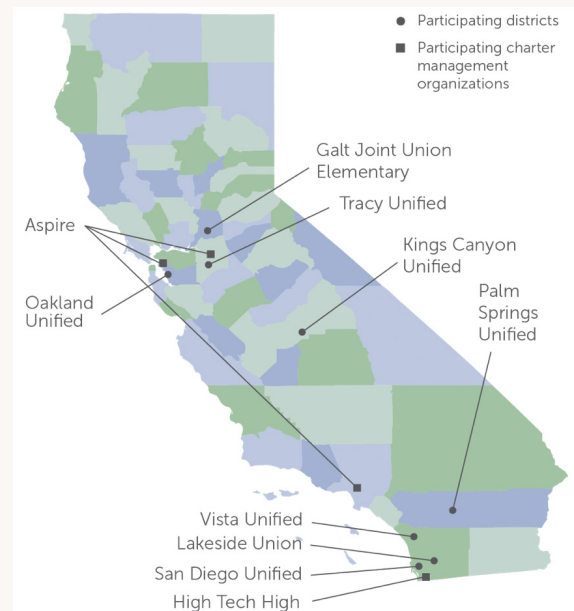 Participating districts
Participating charter
management
organizations
Galt Joint Union
Elementary
Tracy Unified
Aspire
Kings Canyon
Unified
Oakland
Unified
Palm
Springs
Unified
Vista Unified
Lakeside Union
San Diego Unified
High Tech High